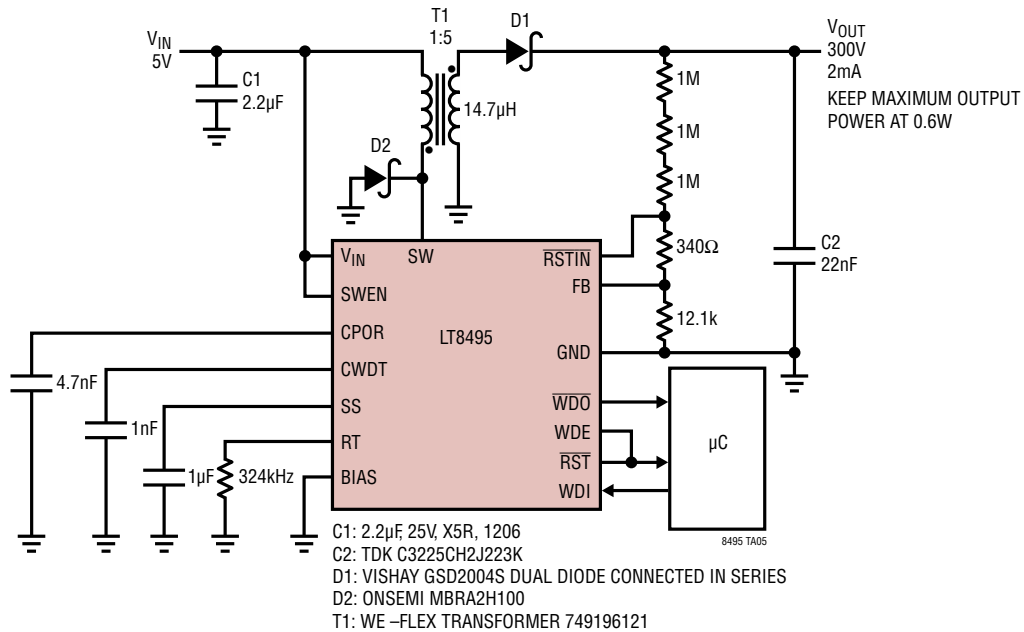 T1
1:5
D1
VIN
5V
VOUT
300V
2mA
KEEP MAXIMUM OUTPUT
POWER AT 0.6W
C1
2.2µF
14.7µH
1M
1M
1M
D2
340Ω
12.1k
C2
22nF
VIN
SW
RSTIN
SWEN
FB
CPOR
LT8495
CWDT
GND
SS
WDO
RT
WDE
BIAS
RST
WDI
µC
4.7nF
1nF
1µF
324kHz
8495 TA05
C1: 2.2µF, 25V, X5R, 1206
C2: TDK C3225CH2J223K
D1: VISHAY GSD2004S DUAL DIODE CONNECTED IN SERIES
D2: ONSEMI MBRA2H100
T1: WE –FLEX TRANSFORMER 749196121